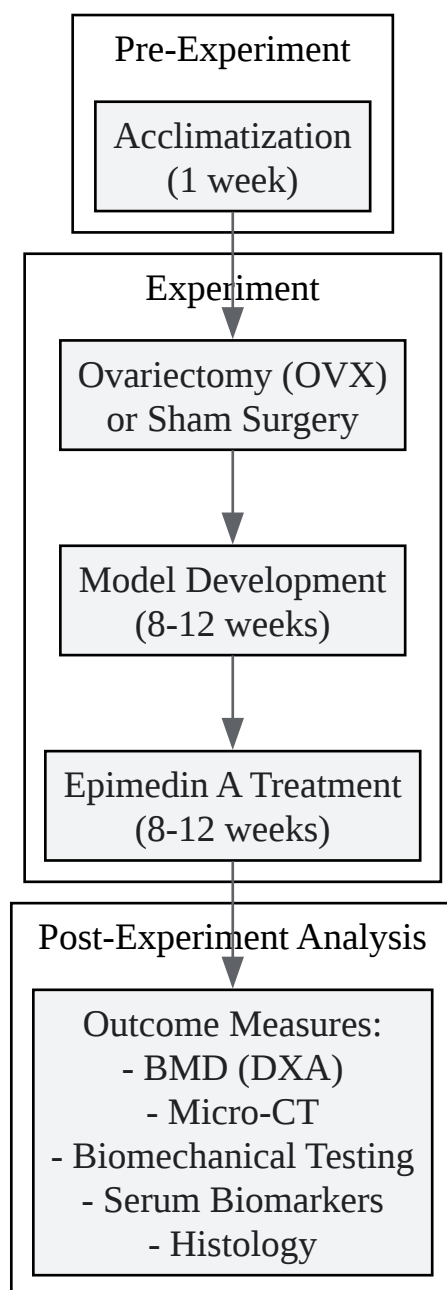 Pre-Experiment
Acclimatization
(1 week)
Experiment
Ovariectomy (OVX)
or Sham Surgery
Model Development
(8-12 weeks)
Epimedin A Treatment
(8-12 weeks)
Post-Experiment Analysis
Outcome Measures:
- BMD (DXA)
- Micro-CT
- Biomechanical Testing
- Serum Biomarkers
- Histology